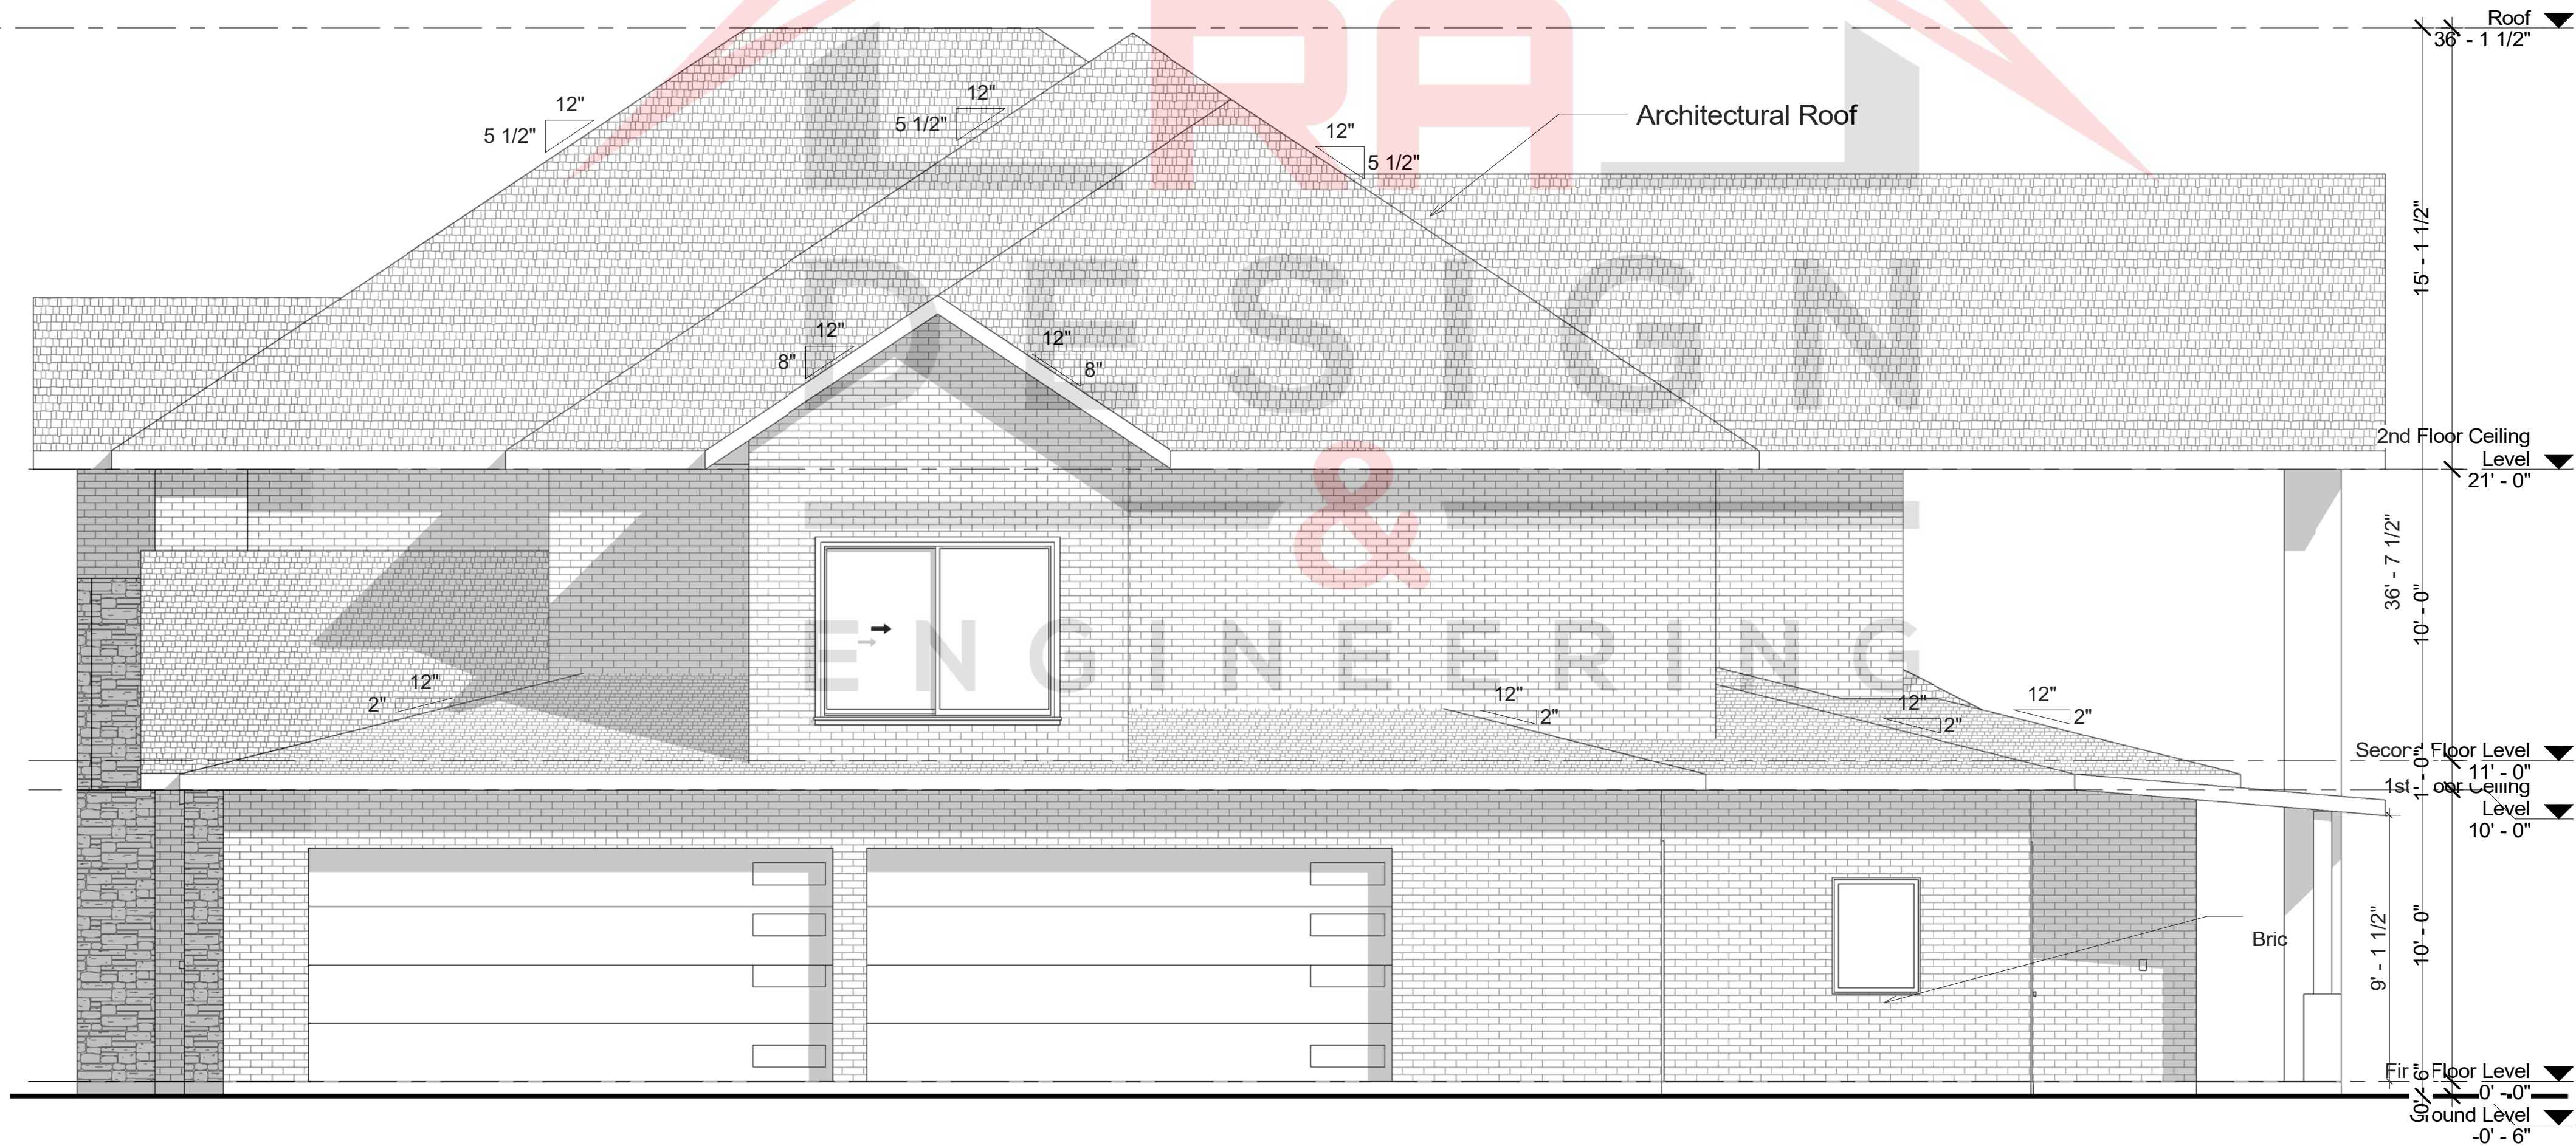 Roof
36' - 1 1/2"
RA
12"
5 1/2"
12"
5 1/2"
Architectural Roof
12"
5 1/2"
15' - 1 1/2"
DESIGN
12"
8"
12"
8"
2nd Floor Ceiling
Level
21' - 0"
&
36' - 7 1/2"
10' - 0"
ENGINEERING
12"
2"
12"
2"
12"
2"
12"
2"
Second Floor Level
11' - 0"
Level
10' - 0"
Bric
9' - 1 1/2"
10' - 0"
Floor Level
0' - 0"
Ground Level
-0' - 6"